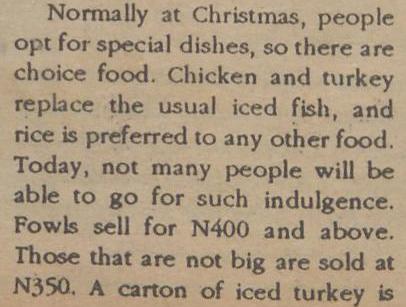 Normally at Christmas, people
opt for special dishes, so there are
choice food. Chicken and turkey
replace the usual iced fish, and
rice is preferred to any other food.
Today, not many people will be
able to go for such indulgence.
Fowls sell for N400 and above.
Those that are not big are sold at
N350. A carton of iced turkey is